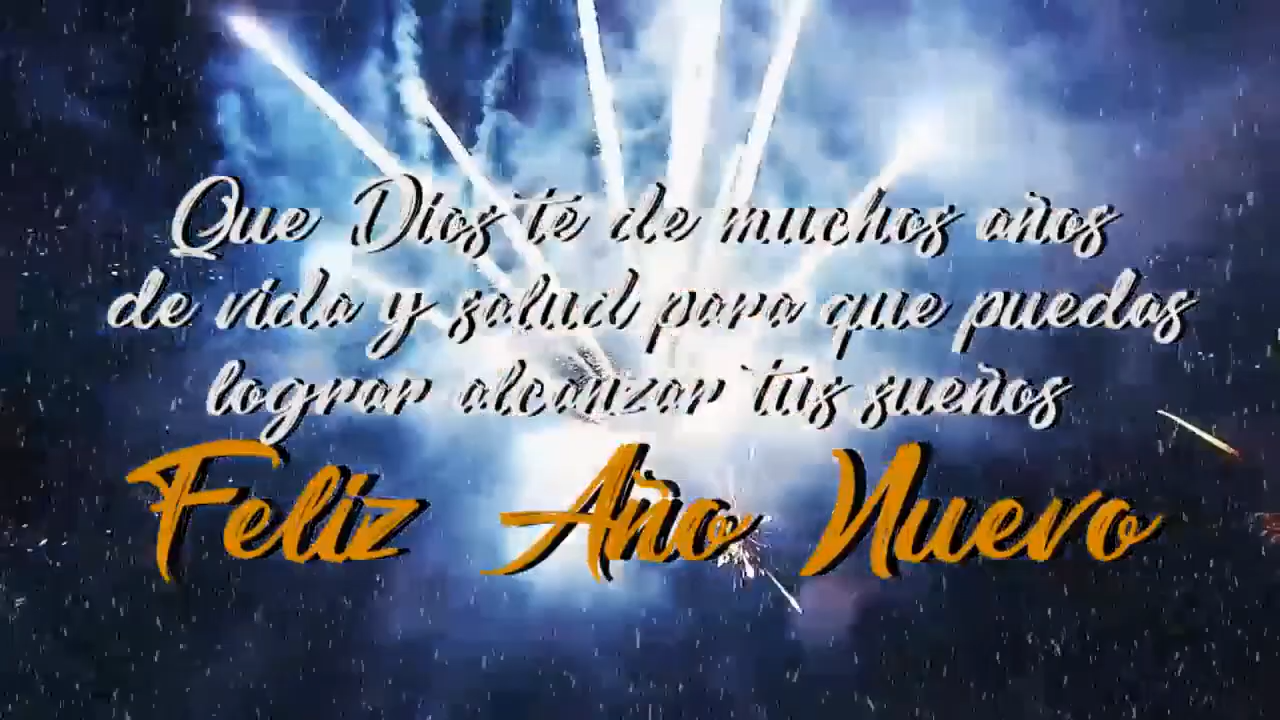 Que Dios te de muchos años
de vida y salud para que puedas
lograr alcanzar tus sueños
Feliz Año Nuevo